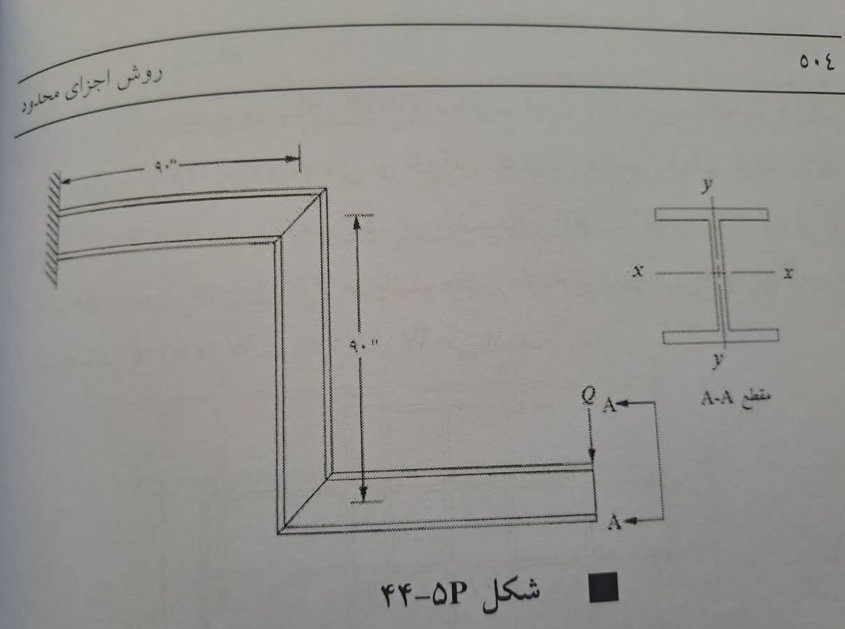 ۵۰۴
روش اجزای محدود
۹۰"
y
x x
۹۰"
y
مقطع A-A
Q
A
A
شکل ۴۴-۵P